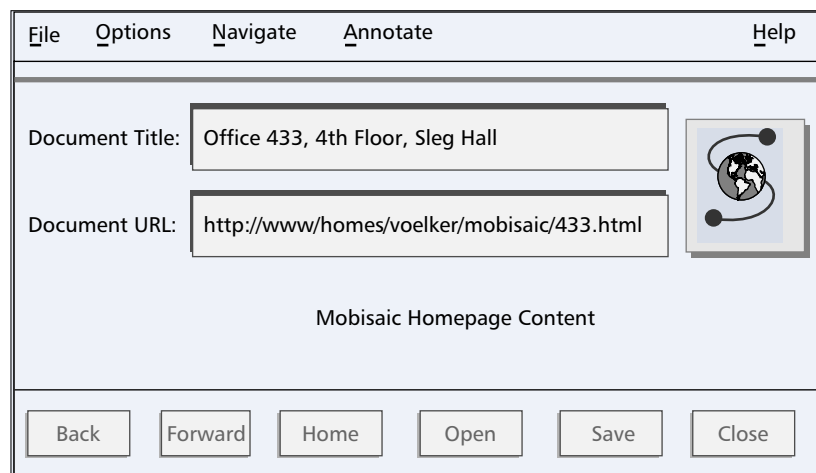 File Options Navigate Annotate Help
Document Title: Office 433, 4th Floor, Sleg Hall
Document URL: http://www/homes/voelker/mobisaic/433.html
Mobisaic Homepage Content
Back Forward Home Open Save Close